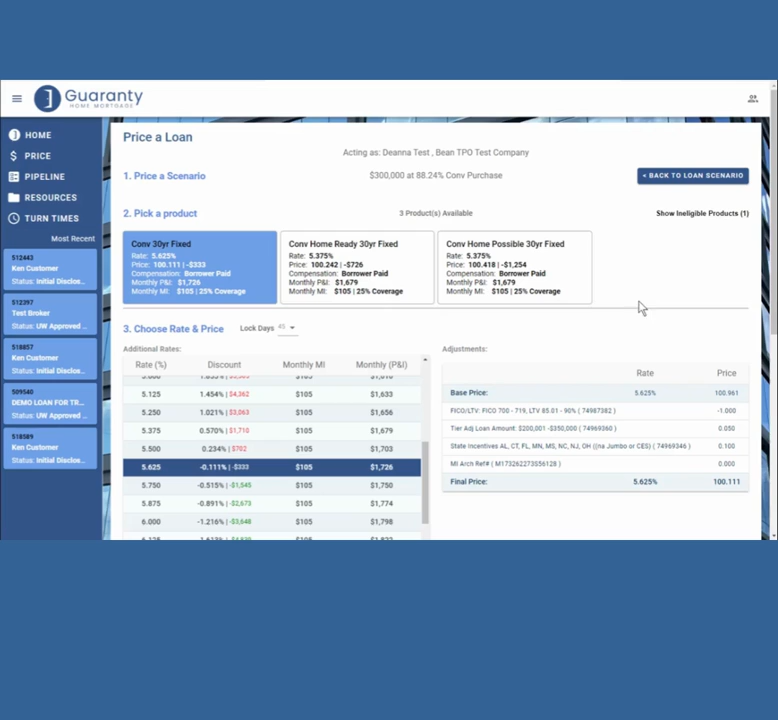 Guaranty
HOME MORTGAGE
HOME
PRICE
PIPELINE
RESOURCES
TURN TIMES
Most Recent
512443
Ken Customer
Status: Initial Disclos...
512397
Test Broker
Status: UW Approved ...
518857
Ken Customer
Status: Initial Disclos...
509540
DEMO LOAN FOR TR...
Status: UW Approved ...
518589
Ken Customer
Status: Initial Disclos...
Price a Loan
Acting as: Deanna Test , Bean TPO Test Company
1. Price a Scenario
$300,000 at 88.24% Conv Purchase
< BACK TO LOAN SCENARIO
2. Pick a product
3 Product(s) Available
Show Ineligible Products (1)
Conv 30yr Fixed
Rate: 5.625%
Price: 100.111 | -$333
Compensation: Borrower Paid
Monthly P&I: $1,726
Monthly MI: $105 | 25% Coverage
Conv Home Ready 30yr Fixed
Rate: 5.375%
Price: 100.242 | -$726
Compensation: Borrower Paid
Monthly P&I: $1,679
Monthly MI: $105 | 25% Coverage
Conv Home Possible 30yr Fixed
Rate: 5.375%
Price: 100.418 | -$1,254
Compensation: Borrower Paid
Monthly P&I: $1,679
Monthly MI: $105 | 25% Coverage
3. Choose Rate & Price
Lock Days 45
Additional Rates:
Rate (%) Discount Monthly MI Monthly (P&I)
5.125 1.454% | $4,362 $105 $1,633
5.250 1.021% | $3,063 $105 $1,656
5.375 0.570% | $1,710 $105 $1,679
5.500 0.234% | $702 $105 $1,703
5.625 -0.111% | -$333 $105 $1,726
5.750 -0.515% | -$1,545 $105 $1,750
5.875 -0.891% | -$2,673 $105 $1,774
6.000 -1.216% | -$3,648 $105 $1,798
Adjustments:
Rate Price
Base Price: 5.625% 100.961
FICO/LTV: FICO 700 - 719, LTV 85.01 - 90% ( 74987382 ) -1.000
Tier Adj Loan Amount: $200,001 -$350,000 ( 74969360 ) 0.050
State Incentives AL, CT, FL, MN, MS, NC, NJ, OH ((na Jumbo or CES) ( 74969346 ) 0.100
MI Arch Ref# ( M173262273556128 ) 0.000
Final Price: 5.625% 100.111